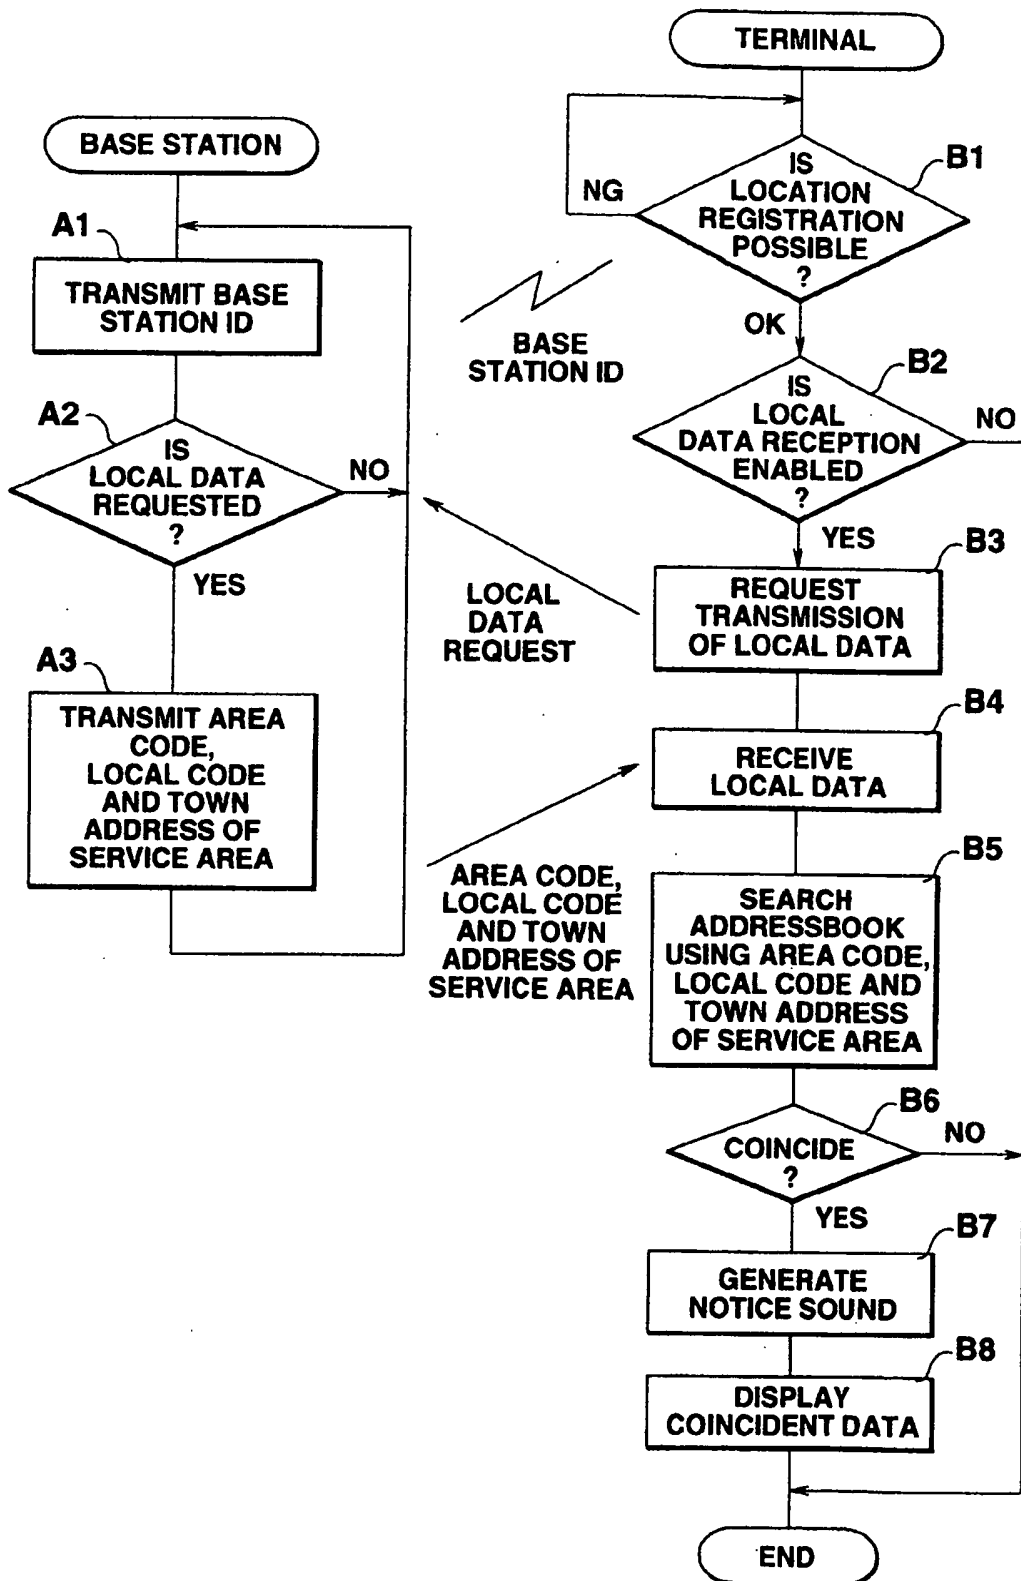 BASE STATION
A1
TRANSMIT BASE
STATION ID
A2
IS
LOCAL DATA
REQUESTED
?
NO
YES
A3
TRANSMIT AREA
CODE,
LOCAL CODE
AND TOWN
ADDRESS OF
SERVICE AREA
BASE
STATION ID
LOCAL
DATA
REQUEST
AREA CODE,
LOCAL CODE
AND TOWN
ADDRESS OF
SERVICE AREA
TERMINAL
B1
IS
LOCATION
REGISTRATION
POSSIBLE
?
NG
OK
B2
IS
LOCAL
DATA RECEPTION
ENABLED
?
NO
YES
B3
REQUEST
TRANSMISSION
OF LOCAL DATA
B4
RECEIVE
LOCAL DATA
B5
SEARCH
ADDRESSBOOK
USING AREA CODE,
LOCAL CODE AND
TOWN ADDRESS
OF SERVICE AREA
B6
COINCIDE
?
NO
YES
B7
GENERATE
NOTICE SOUND
B8
DISPLAY
COINCIDENT DATA
END